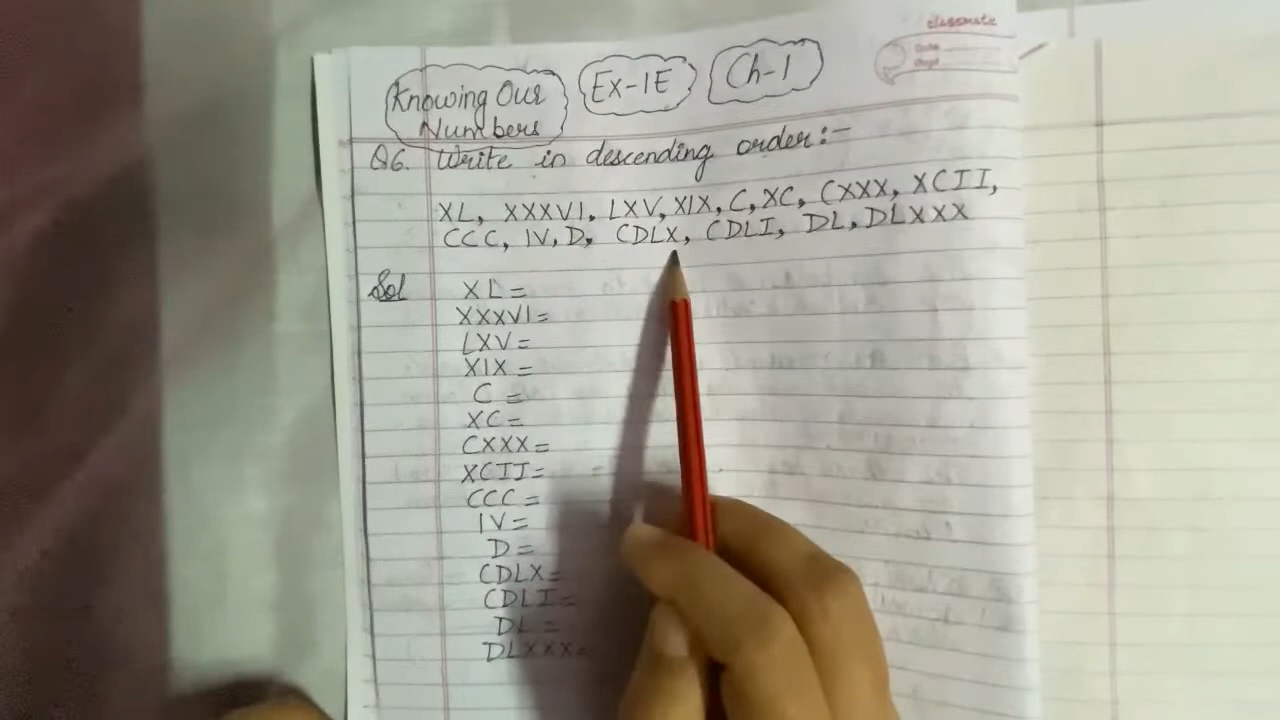 classmate
Date
Page
Knowing Our
Numbers
Ex-1E
Ch-1
Q6. Write in descending order:-
XL, XXXVI, LXV, XIX, C, XC, CXXX, XCII,
CCC, IV, D, CDLX, CDLI, DL, DLXXX
Sol XL =
XXXVI =
LXV =
XIX =
C =
XC =
CXXX =
XCII =
CCC =
IV =
D =
CDLX =
CDLI =
DL =
DLXXX=